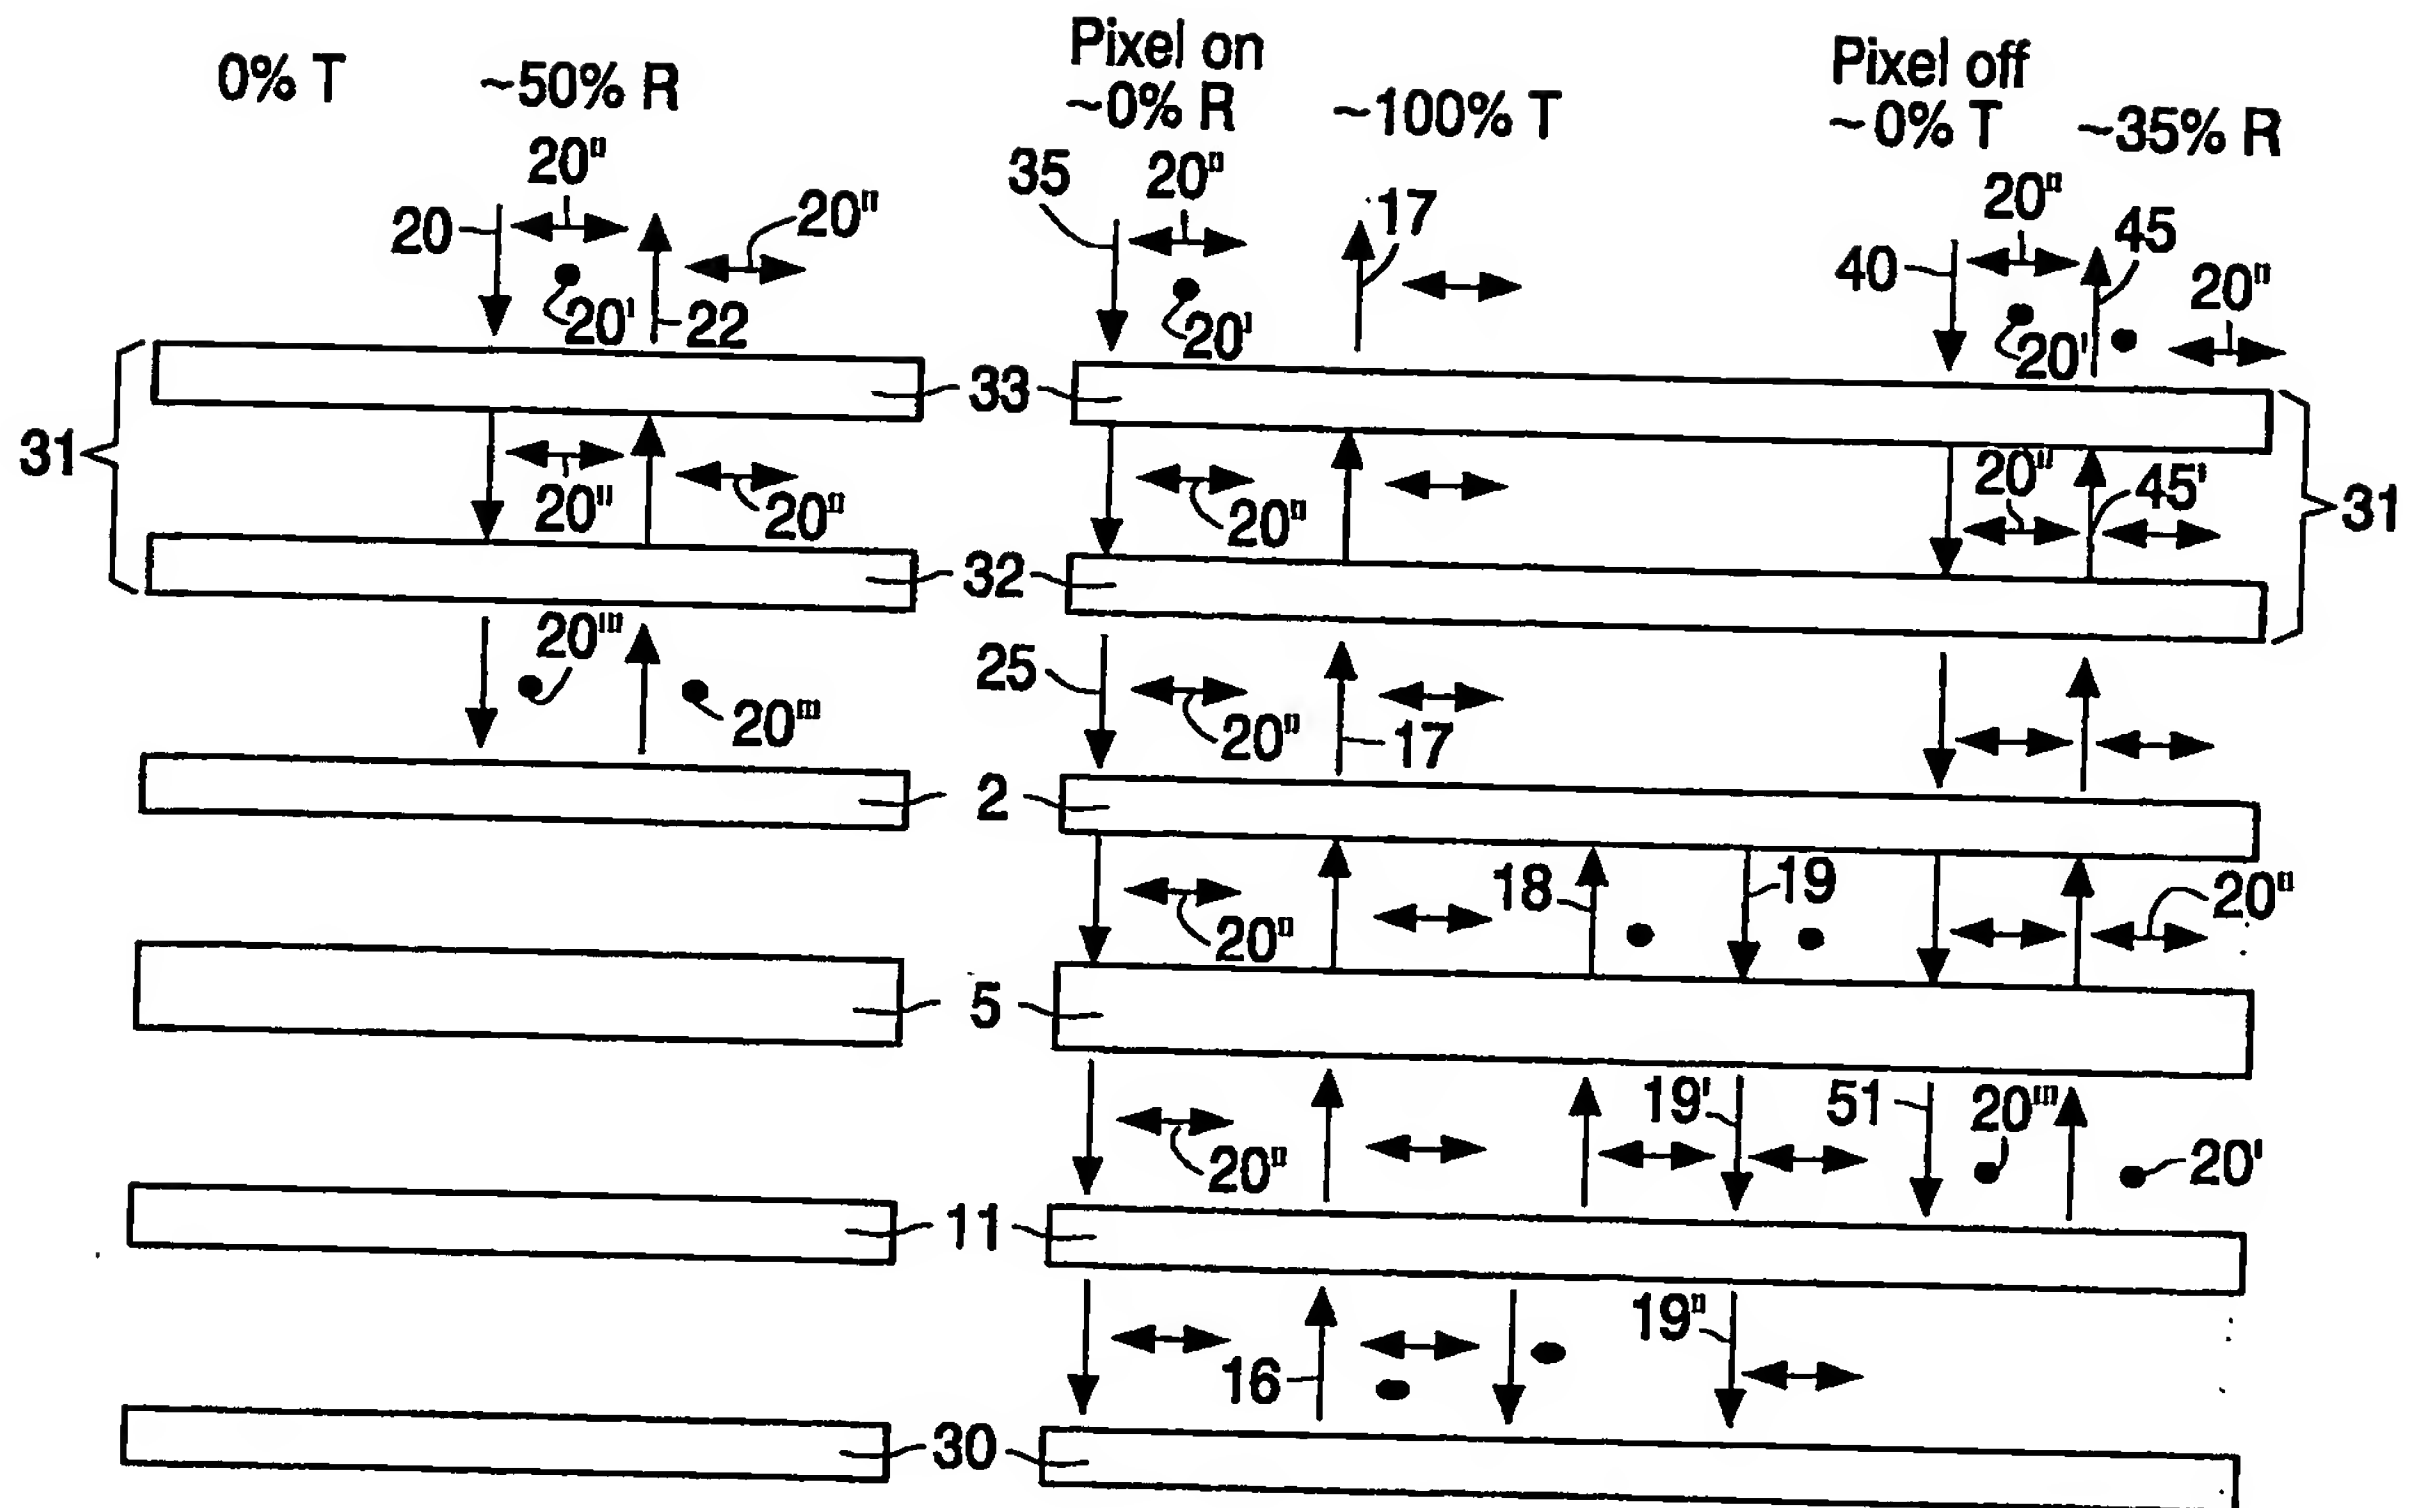 0% T ~50% R Pixel on Pixel off
~0% R ~100% T ~0% T ~35% R
20" 35 20" 17 20"
20 20" 40 45
20' 22 20' 20' 20"
33
31 20" 20" 20" 20" 45' 31
32
20''' 20''' 25 20" 17
2
20" 18 19 20"
5
20" 19' 51 20''' 20'
11
16 19"
30